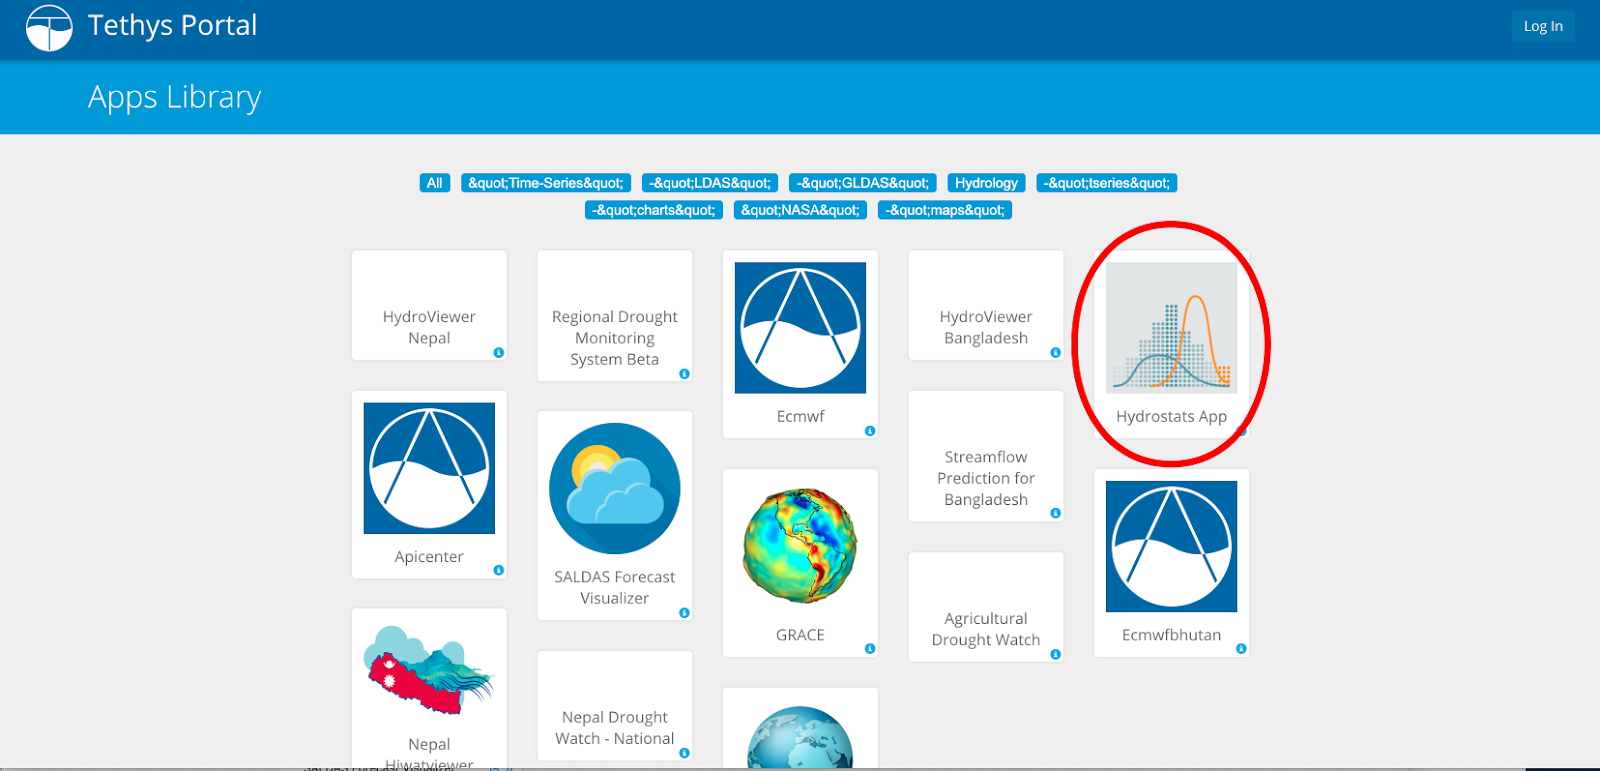 Tethys Portal
Log In
Apps Library
All
&quot;Time-Series&quot;
-&quot;LDAS&quot;
-&quot;GLDAS&quot;
Hydrology
-&quot;tseries&quot;
-&quot;charts&quot;
&quot;NASA&quot;
-&quot;maps&quot;
HydroViewer
Nepal
Regional Drought
Monitoring
System Beta
Ecmwf
HydroViewer
Bangladesh
Hydrostats App
Apicenter
SALDAS Forecast
Visualizer
GRACE
Streamflow
Prediction for
Bangladesh
Agricultural
Drought Watch
Ecmwfbhutan
Nepal
Hiwatviewer
Nepal Drought
Watch - National